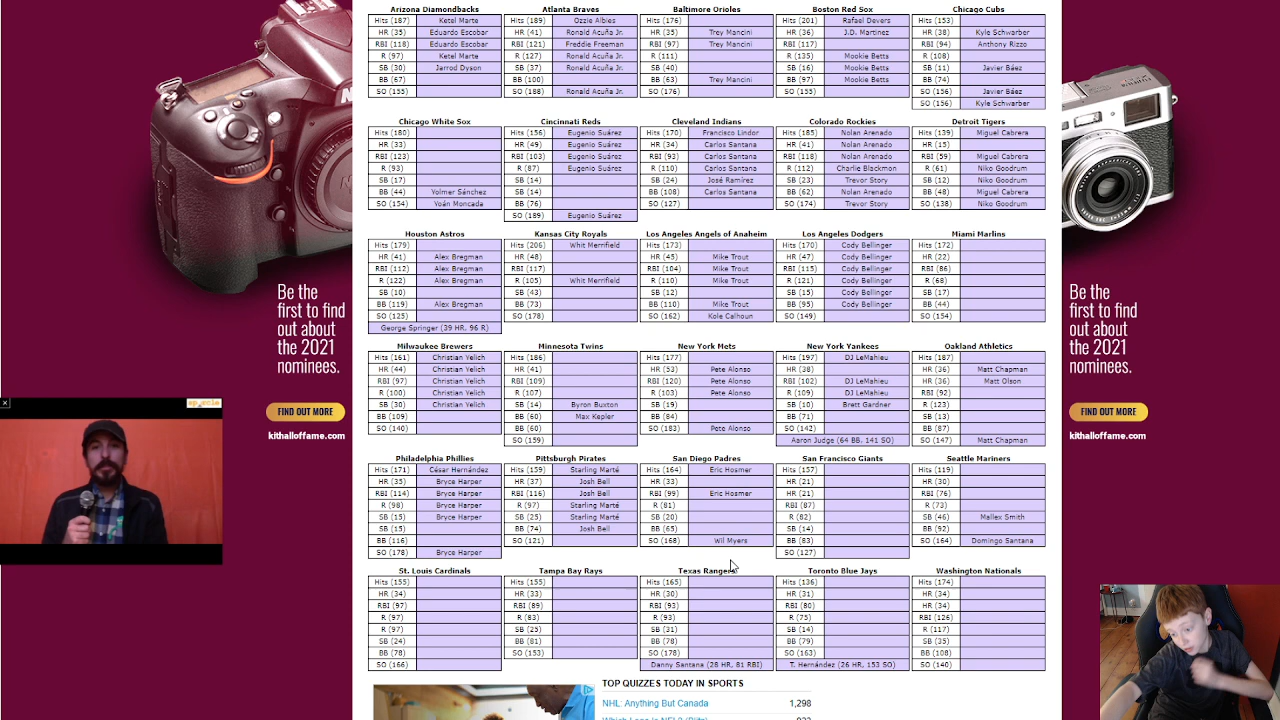 Arizona Diamondbacks
Hits (187) Ketel Marte
HR (35) Eduardo Escobar
RBI (118) Eduardo Escobar
R (97) Ketel Marte
SB (30) Jarrod Dyson
BB (67)
SO (155)
Atlanta Braves
Hits (189) Ozzie Albies
HR (41) Ronald Acuña Jr.
RBI (121) Freddie Freeman
R (127) Ronald Acuña Jr.
SB (37) Ronald Acuña Jr.
BB (100)
SO (188) Ronald Acuña Jr.
Baltimore Orioles
Hits (176)
HR (35) Trey Mancini
RBI (97) Trey Mancini
R (111)
SB (40)
BB (63) Trey Mancini
SO (176)
Boston Red Sox
Hits (201) Rafael Devers
HR (36) J.D. Martinez
RBI (117)
R (135) Mookie Betts
SB (16) Mookie Betts
BB (97) Mookie Betts
SO (155)
Chicago Cubs
Hits (153)
HR (38) Kyle Schwarber
RBI (94) Anthony Rizzo
R (108)
SB (11) Javier Báez
BB (74)
SO (156) Javier Báez
SO (156) Kyle Schwarber
Chicago White Sox
Hits (180)
HR (33)
RBI (123)
R (93)
SB (17)
BB (44) Yolmer Sánchez
SO (154) Yoán Moncada
Cincinnati Reds
Hits (156) Eugenio Suárez
HR (49) Eugenio Suárez
RBI (103) Eugenio Suárez
R (87) Eugenio Suárez
SB (14)
SB (14)
BB (76)
SO (189) Eugenio Suárez
Cleveland Indians
Hits (170) Francisco Lindor
HR (34) Carlos Santana
RBI (93) Carlos Santana
R (110) Carlos Santana
SB (24) José Ramírez
BB (108) Carlos Santana
SO (127)
Colorado Rockies
Hits (185) Nolan Arenado
HR (41) Nolan Arenado
RBI (118) Nolan Arenado
R (112) Charlie Blackmon
SB (23) Trevor Story
BB (62) Nolan Arenado
SO (174) Trevor Story
Detroit Tigers
Hits (139) Miguel Cabrera
HR (15)
RBI (59) Miguel Cabrera
R (61) Niko Goodrum
SB (12) Niko Goodrum
BB (48) Miguel Cabrera
SO (138) Niko Goodrum
Houston Astros
Hits (179)
HR (41) Alex Bregman
RBI (112) Alex Bregman
R (122) Alex Bregman
SB (10)
BB (119) Alex Bregman
SO (125)
George Springer (39 HR, 96 R)
Kansas City Royals
Hits (206) Whit Merrifield
HR (48)
RBI (117)
R (105) Whit Merrifield
SB (43)
BB (73)
SO (178)
Los Angeles Angels of Anaheim
Hits (173)
HR (45) Mike Trout
RBI (104) Mike Trout
R (110) Mike Trout
SB (12)
BB (110) Mike Trout
SO (162) Kole Calhoun
Los Angeles Dodgers
Hits (170) Cody Bellinger
HR (47) Cody Bellinger
RBI (115) Cody Bellinger
R (121) Cody Bellinger
SB (15) Cody Bellinger
BB (95) Cody Bellinger
SO (149)
Miami Marlins
Hits (172)
HR (22)
RBI (86)
R (68)
SB (17)
BB (44)
SO (154)
Milwaukee Brewers
Hits (161) Christian Yelich
HR (44) Christian Yelich
RBI (97) Christian Yelich
R (100) Christian Yelich
SB (30) Christian Yelich
BB (109)
SO (140)
Minnesota Twins
Hits (186)
HR (41)
RBI (109)
R (107)
SB (14) Byron Buxton
BB (60) Max Kepler
BB (60)
SO (159)
New York Mets
Hits (177)
HR (53) Pete Alonso
RBI (120) Pete Alonso
R (103) Pete Alonso
SB (19)
BB (84)
SO (183) Pete Alonso
New York Yankees
Hits (197) DJ LeMahieu
HR (38)
RBI (102) DJ LeMahieu
R (109) DJ LeMahieu
SB (10) Brett Gardner
BB (71)
SO (142)
Aaron Judge (64 BB, 141 SO)
Oakland Athletics
Hits (187)
HR (36) Matt Chapman
HR (36) Matt Olson
RBI (92)
R (123)
SB (13)
BB (87)
SO (147) Matt Chapman
Philadelphia Phillies
Hits (171) César Hernández
HR (35) Bryce Harper
RBI (114) Bryce Harper
R (98) Bryce Harper
SB (15) Bryce Harper
SB (15)
BB (116)
SO (178) Bryce Harper
Pittsburgh Pirates
Hits (159) Starling Marté
HR (37) Josh Bell
RBI (116) Josh Bell
R (97) Starling Marté
SB (25) Starling Marté
BB (74) Josh Bell
SO (121)
San Diego Padres
Hits (164) Eric Hosmer
HR (33)
RBI (99) Eric Hosmer
R (81)
SB (20)
BB (65)
SO (168) Wil Myers
San Francisco Giants
Hits (157)
HR (21)
HR (21)
RBI (87)
R (82)
SB (14)
BB (83)
SO (127)
Seattle Mariners
Hits (119)
HR (30)
RBI (76)
R (73)
SB (46) Mallex Smith
BB (92)
SO (164) Domingo Santana
St. Louis Cardinals
Hits (155)
HR (34)
RBI (97)
R (97)
R (97)
SB (24)
BB (78)
SO (166)
Tampa Bay Rays
Hits (155)
HR (33)
RBI (89)
R (83)
SB (25)
BB (81)
SO (153)
Texas Rangers
Hits (165)
HR (30)
RBI (93)
R (93)
SB (31)
BB (78)
SO (178)
Danny Santana (28 HR, 81 RBI)
Toronto Blue Jays
Hits (136)
HR (31)
RBI (80)
R (75)
SB (14)
BB (79)
SO (163)
T. Hernández (26 HR, 153 SO)
Washington Nationals
Hits (174)
HR (34)
HR (34)
RBI (126)
R (117)
SB (35)
BB (108)
SO (140)
Be the
first to find
out about
the 2021
nominees.
FIND OUT MORE
kithalloffame.com
Be the
first to find
out about
the 2021
nominees.
FIND OUT MORE
kithalloffame.com
TOP QUIZZES TODAY IN SPORTS
NHL: Anything But Canada 1,298